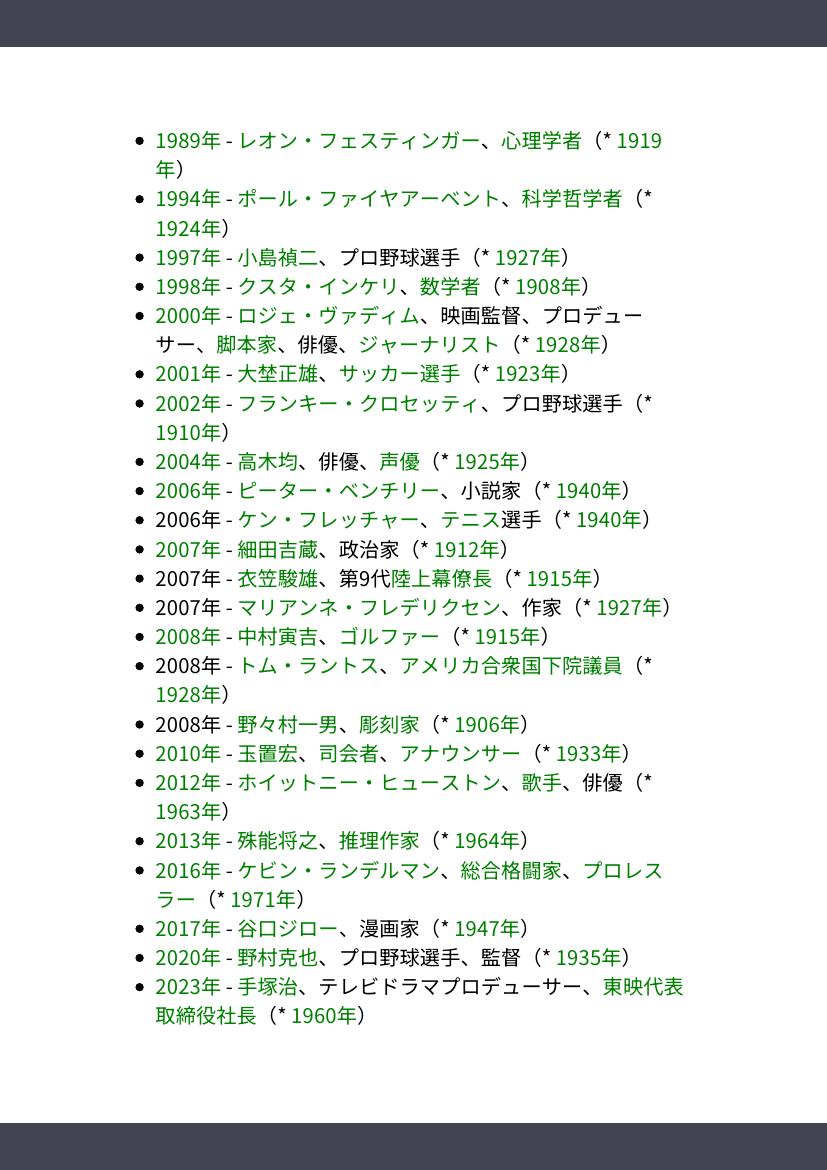 • 1989年 - レオン・フェスティンガー、心理学者（* 1919
年）
• 1994年 - ポール・ファイヤアーベント、科学哲学者（*
1924年）
• 1997年 - 小島禎二、プロ野球選手（* 1927年）
• 1998年 - クスタ・インケリ、数学者（* 1908年）
• 2000年 - ロジェ・ヴァディム、映画監督、プロデュー
サー、脚本家、俳優、ジャーナリスト（* 1928年）
• 2001年 - 大埜正雄、サッカー選手（* 1923年）
• 2002年 - フランキー・クロセッティ、プロ野球選手（*
1910年）
• 2004年 - 高木均、俳優、声優（* 1925年）
• 2006年 - ピーター・ベンチリー、小説家（* 1940年）
• 2006年 - ケン・フレッチャー、テニス選手（* 1940年）
• 2007年 - 細田吉蔵、政治家（* 1912年）
• 2007年 - 衣笠駿雄、第9代陸上幕僚長（* 1915年）
• 2007年 - マリアンネ・フレデリクセン、作家（* 1927年）
• 2008年 - 中村寅吉、ゴルファー（* 1915年）
• 2008年 - トム・ラントス、アメリカ合衆国下院議員（*
1928年）
• 2008年 - 野々村一男、彫刻家（* 1906年）
• 2010年 - 玉置宏、司会者、アナウンサー（* 1933年）
• 2012年 - ホイットニー・ヒューストン、歌手、俳優（*
1963年）
• 2013年 - 殊能将之、推理作家（* 1964年）
• 2016年 - ケビン・ランデルマン、総合格闘家、プロレス
ラー（* 1971年）
• 2017年 - 谷口ジロー、漫画家（* 1947年）
• 2020年 - 野村克也、プロ野球選手、監督（* 1935年）
• 2023年 - 手塚治、テレビドラマプロデューサー、東映代表
取締役社長（* 1960年）